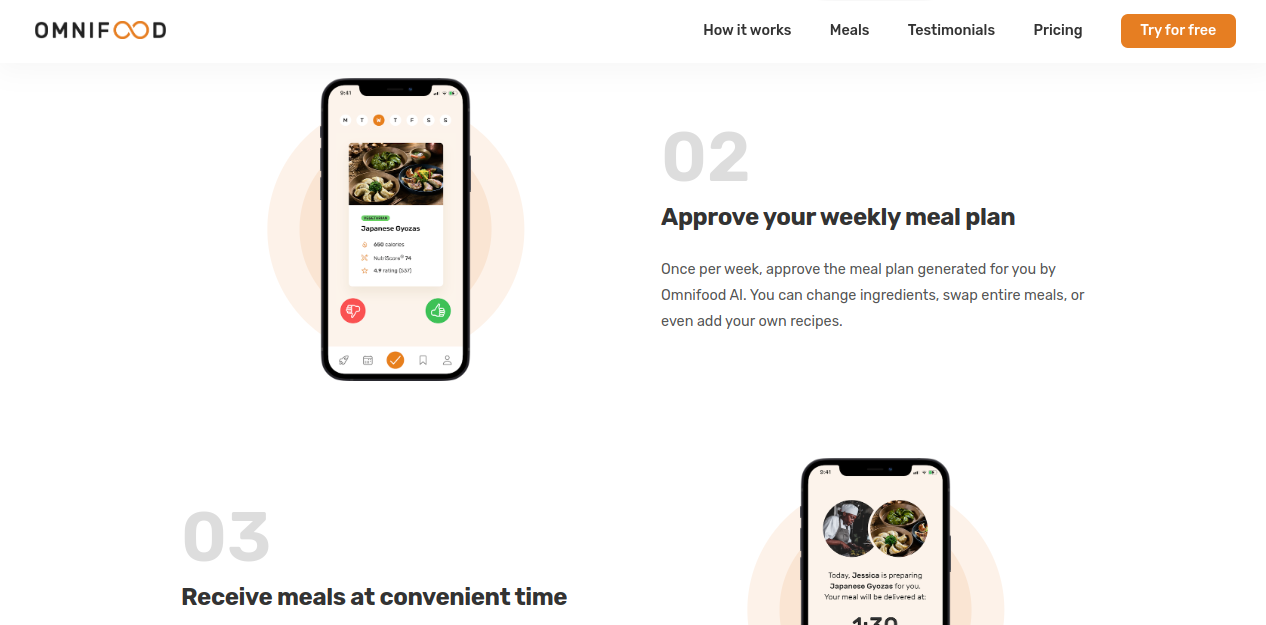 OMNIFOOD
How it works
Meals
Testimonials
Pricing
Try for free
9:41
M T W T F S S
VEGETARIAN
Japanese Gyozas
650 calories
NutriScore® 74
4.9 rating (537)
02
Approve your weekly meal plan
Once per week, approve the meal plan generated for you by
Omnifood AI. You can change ingredients, swap entire meals, or
even add your own recipes.
03
Receive meals at convenient time
9:41
Today, Jessica is preparing
Japanese Gyozas for you.
Your meal will be delivered at:
1:30